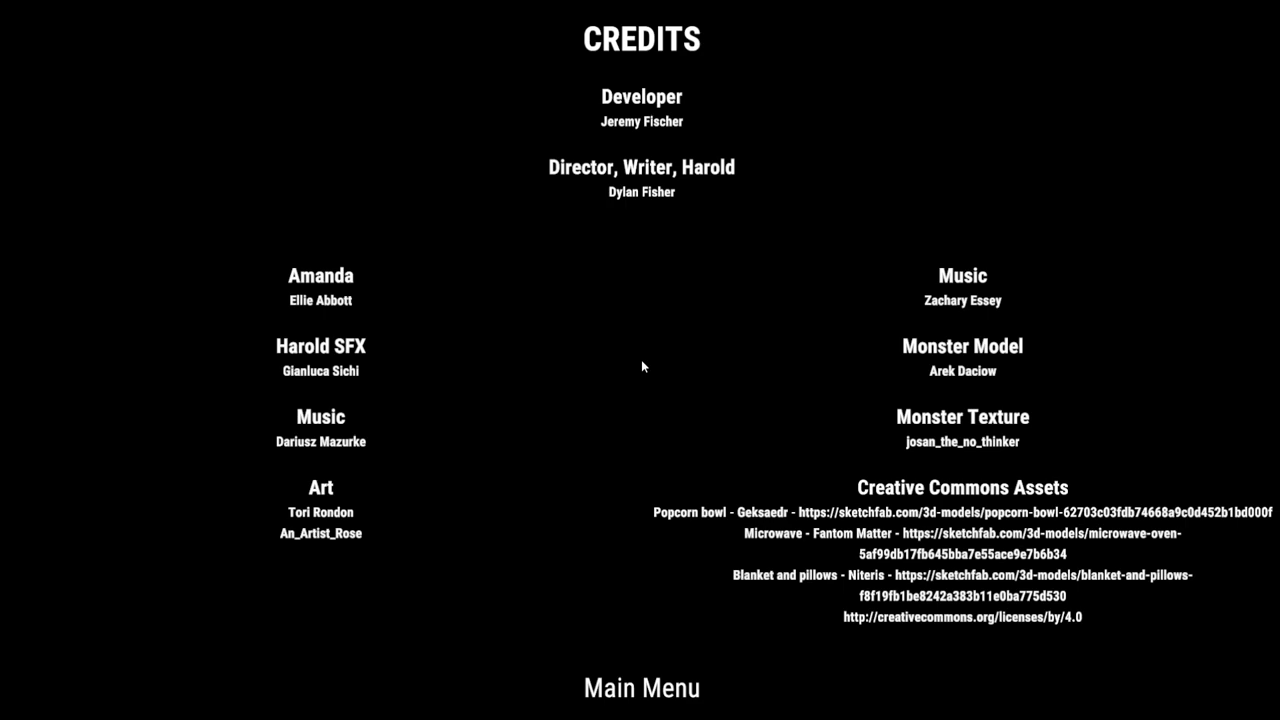 CREDITS
Developer
Jeremy Fischer
Director, Writer, Harold
Dylan Fisher
Amanda
Ellie Abbott
Harold SFX
Gianluca Sichi
Music
Dariusz Mazurke
Art
Tori Rondon
An_Artist_Rose
Music
Zachary Essey
Monster Model
Arek Daciow
Monster Texture
josan_the_no_thinker
Creative Commons Assets
Popcorn bowl - Geksaedr - https://sketchfab.com/3d-models/popcorn-bowl-62703c03fdb74668a9c0d452b1bd000f
Microwave - Fantom Matter - https://sketchfab.com/3d-models/microwave-oven-
5af99db17fb645bba7e55ace9e7b6b34
Blanket and pillows - Niteris - https://sketchfab.com/3d-models/blanket-and-pillows-
f8f19fb1be8242a383b11e0ba775d530
http://creativecommons.org/licenses/by/4.0
Main Menu